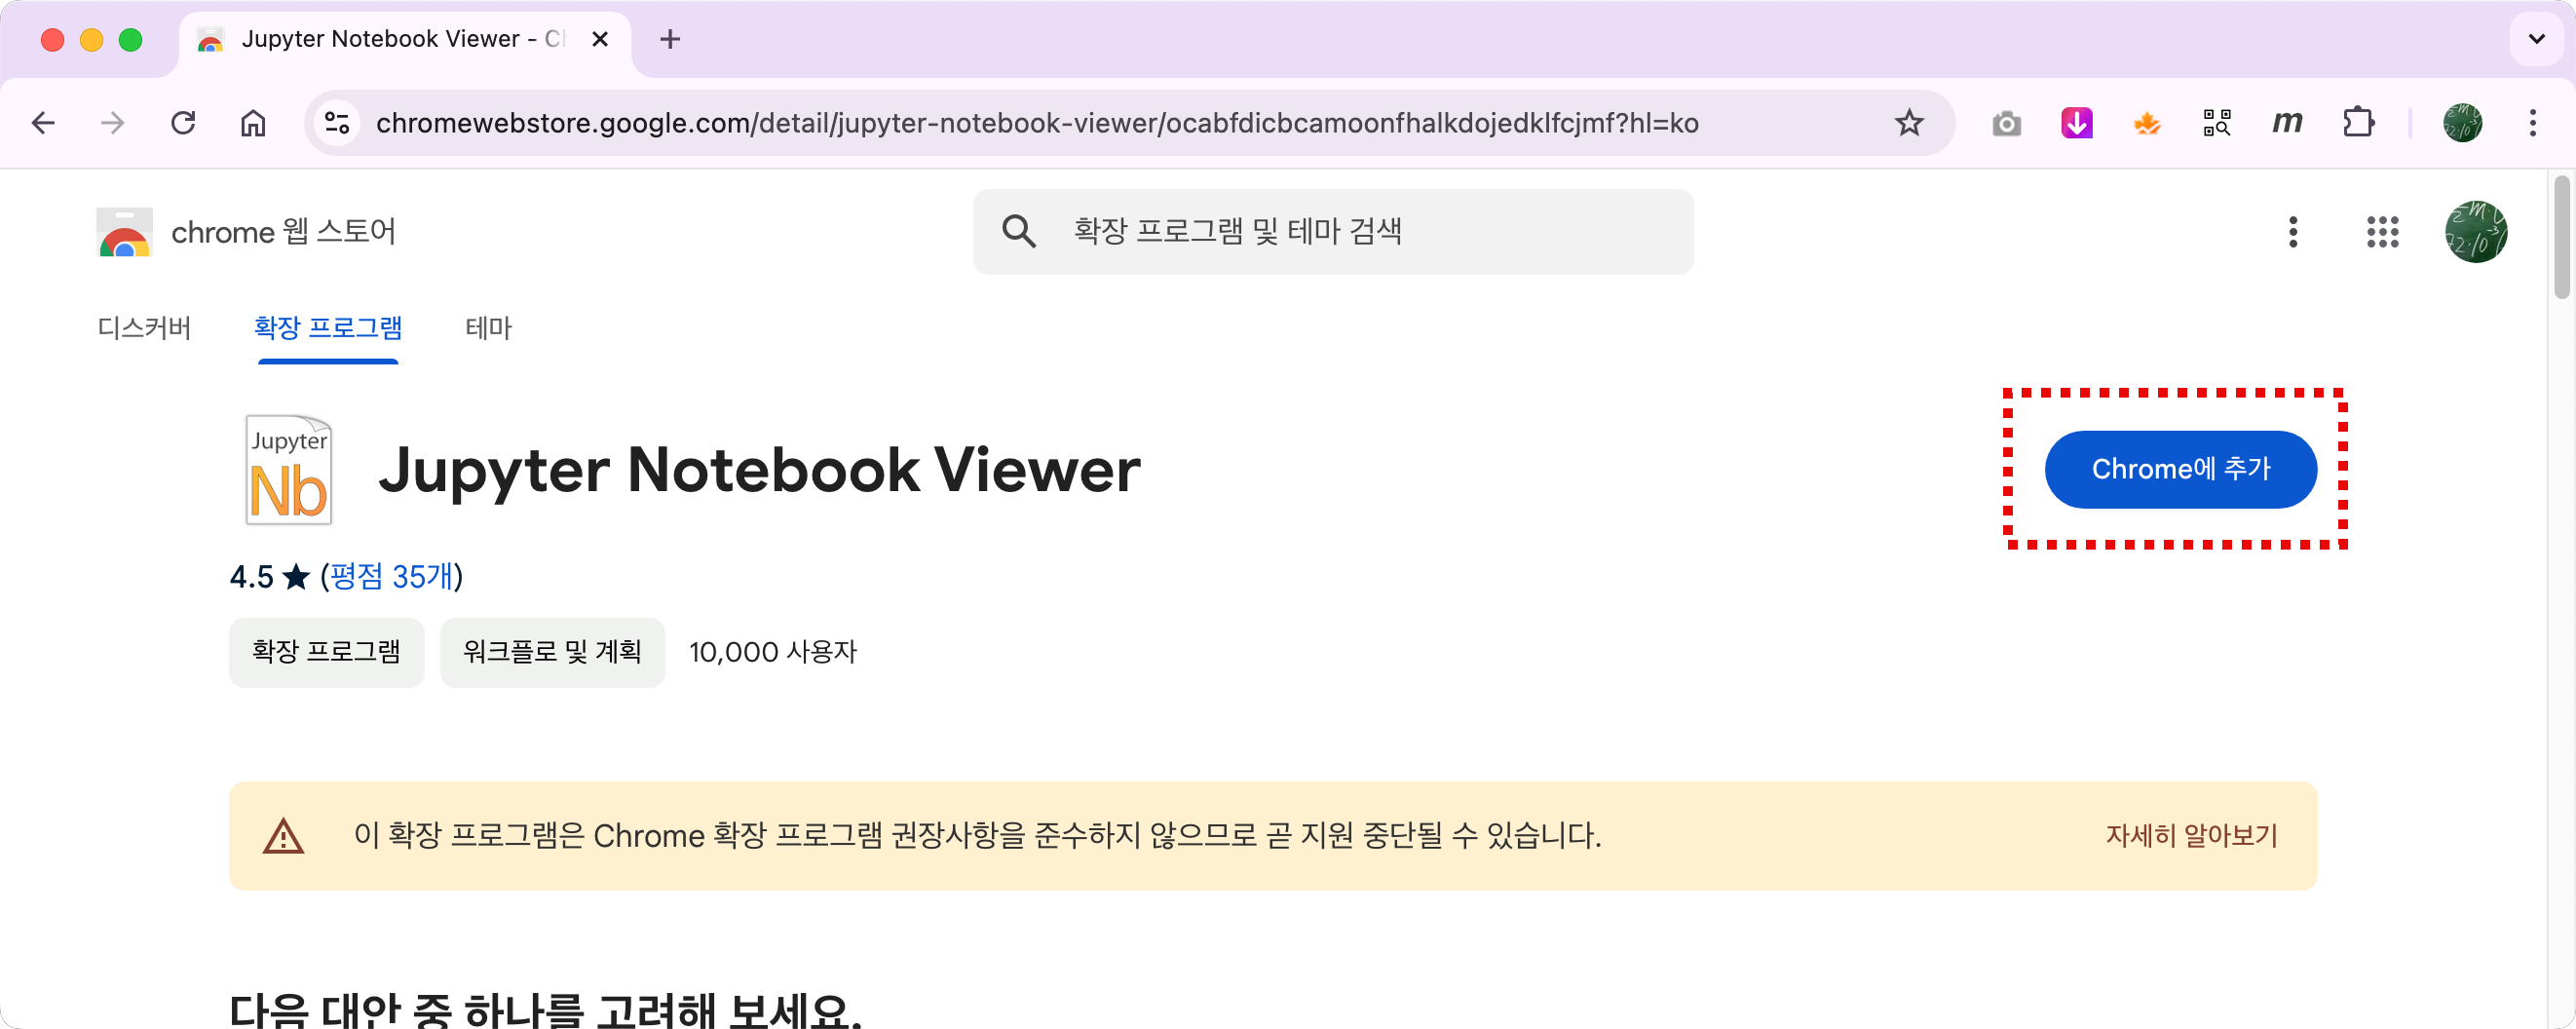 Jupyter Notebook Viewer - Ch
chromewebstore.google.com/detail/jupyter-notebook-viewer/ocabfdicbcamoonfhalkdojedklfcjmf?hl=ko
m
chrome 웹 스토어
확장 프로그램 및 테마 검색
디스커버 확장 프로그램 테마
Jupyter
Nb
Jupyter Notebook Viewer
Chrome에 추가
4.5 ★ (평점 35개)
확장 프로그램 워크플로 및 계획 10,000 사용자
이 확장 프로그램은 Chrome 확장 프로그램 권장사항을 준수하지 않으므로 곧 지원 중단될 수 있습니다. 자세히 알아보기
다음 대안 중 하나를 고려해 보세요.